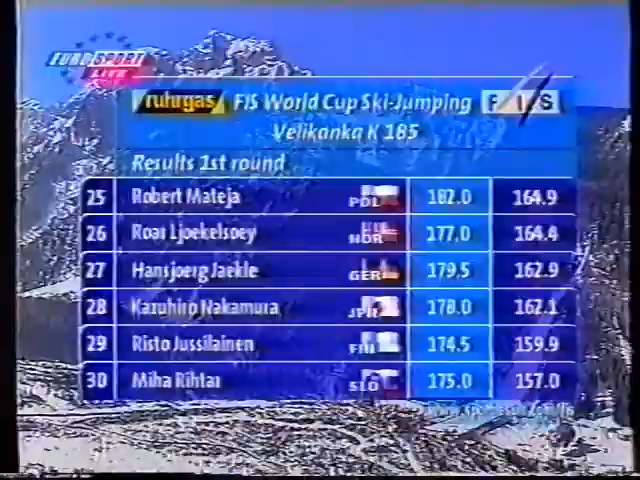 EUROSPORT
LIVE
ruhrgas FIS World Cup Ski-Jumping FIS
Velikanka K 185
Results 1st round
25 Robert Mateja POL 182.0 164.9
26 Roar Ljoekelsoey NOR 177.0 164.4
27 Hansjoerg Jaekle GER 179.5 162.9
28 Kazuhiro Nakamura JPN 178.0 162.1
29 Risto Jussilainen FIN 174.5 159.9
30 Miha Rihtar SLO 175.0 157.0